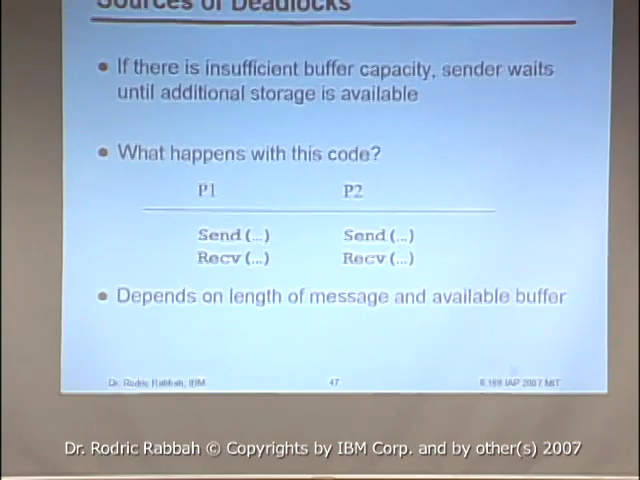 Sources of Deadlocks
• If there is insufficient buffer capacity, sender waits
until additional storage is available
• What happens with this code?
P1 P2
Send (...) Send (...)
Recv (...) Recv (...)
• Depends on length of message and available buffer
Dr. Rodric Rabbah, IBM 47 6.189 IAP 2007 MIT
Dr. Rodric Rabbah © Copyrights by IBM Corp. and by other(s) 2007